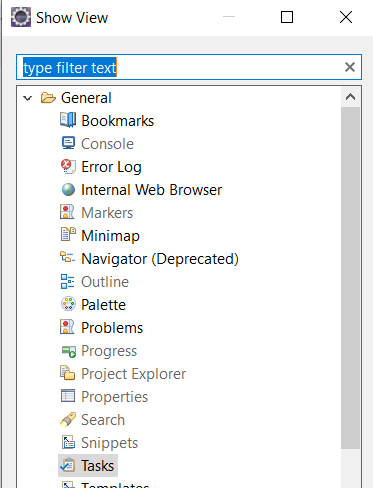 Show View
type filter text
General
Bookmarks
Console
Error Log
Internal Web Browser
Markers
Minimap
Navigator (Deprecated)
Outline
Palette
Problems
Progress
Project Explorer
Properties
Search
Snippets
Tasks
Templates